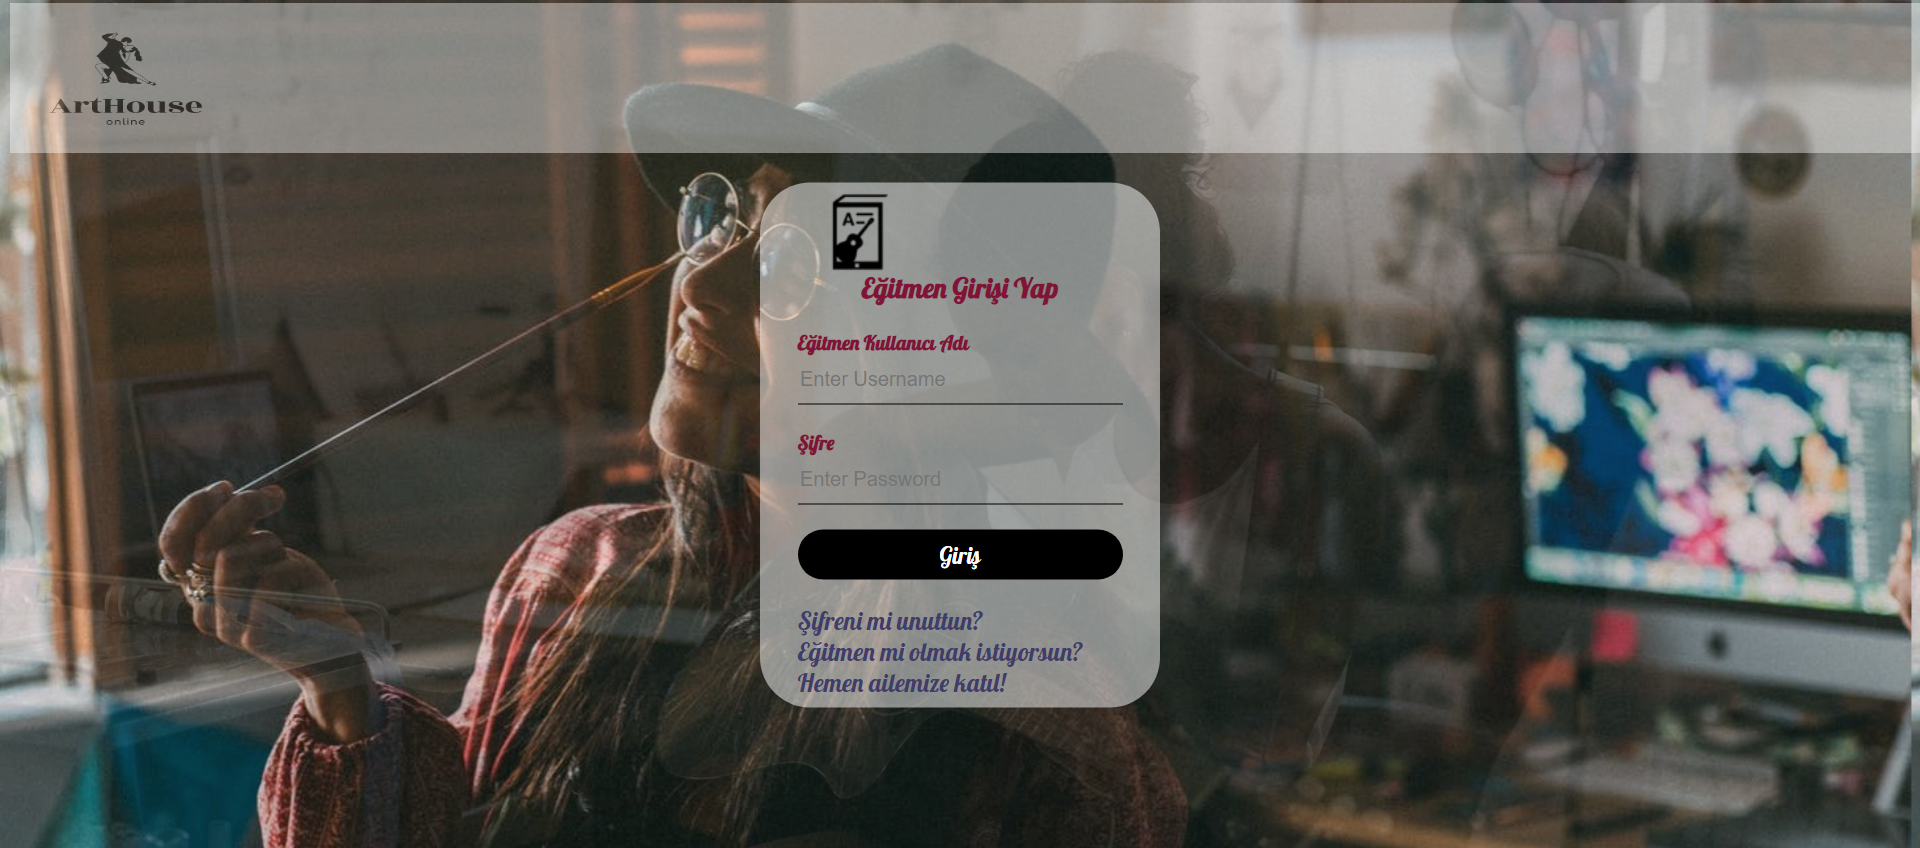 ArtHouse
online
A
Eğitmen Girişi Yap
Eğitmen Kullanıcı Adı
Enter Username
Şifre
Enter Password
Giriş
Şifreni mi unuttun?
Eğitmen mi olmak istiyorsun?
Hemen ailemize katıl!